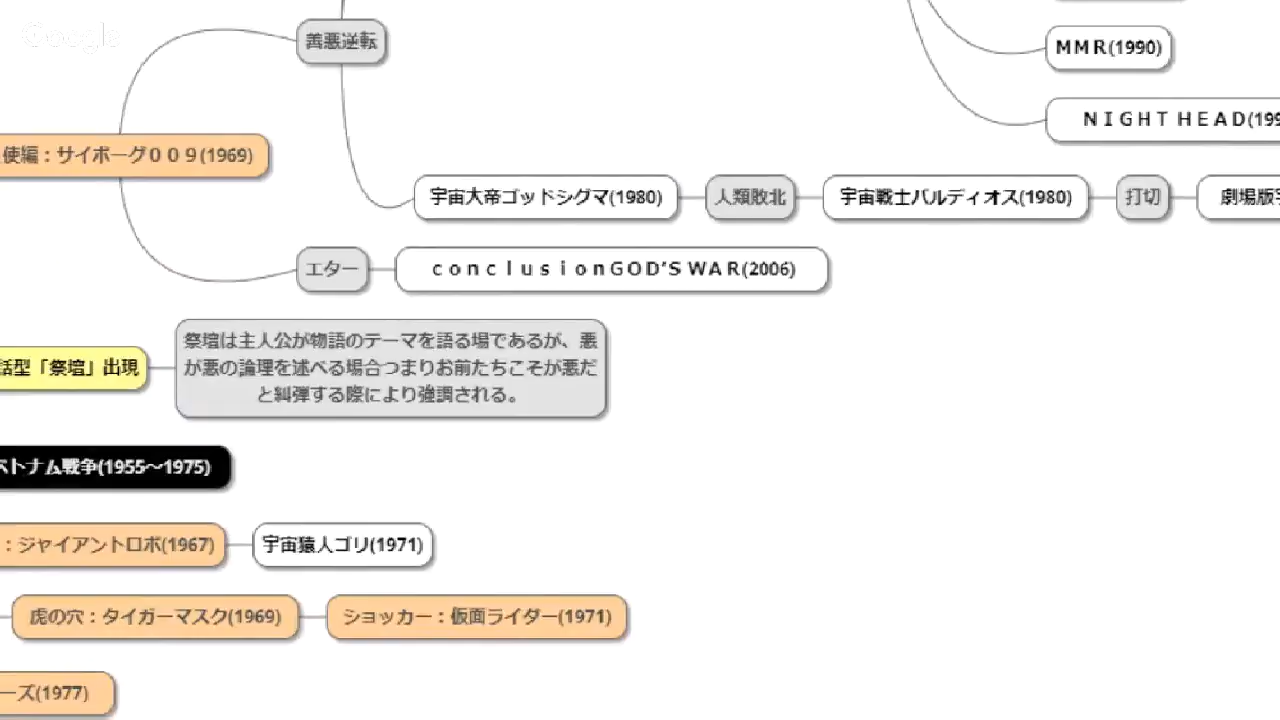 Google
善悪逆転
MMR(1990)
ＮＩＧＨＴ ＨＥＡＤ(199
使編：サイボーグ００９(1969)
宇宙大帝ゴッドシグマ(1980)
人類敗北
宇宙戦士バルディオス(1980)
打切
劇場版宇
エター
ｃｏｎｃｌｕｓｉｏｎGOD’S WAR(2006)
話型「祭壇」出現
祭壇は主人公が物語のテーマを語る場であるが、悪
が悪の論理を述べる場合つまりお前たちこそが悪だ
と糾弾する際により強調される。
ベトナム戦争(1955～1975)
：ジャイアントロボ(1967)
宇宙猿人ゴリ(1971)
虎の穴：タイガーマスク(1969)
ショッカー：仮面ライダー(1971)
ーズ(1977)